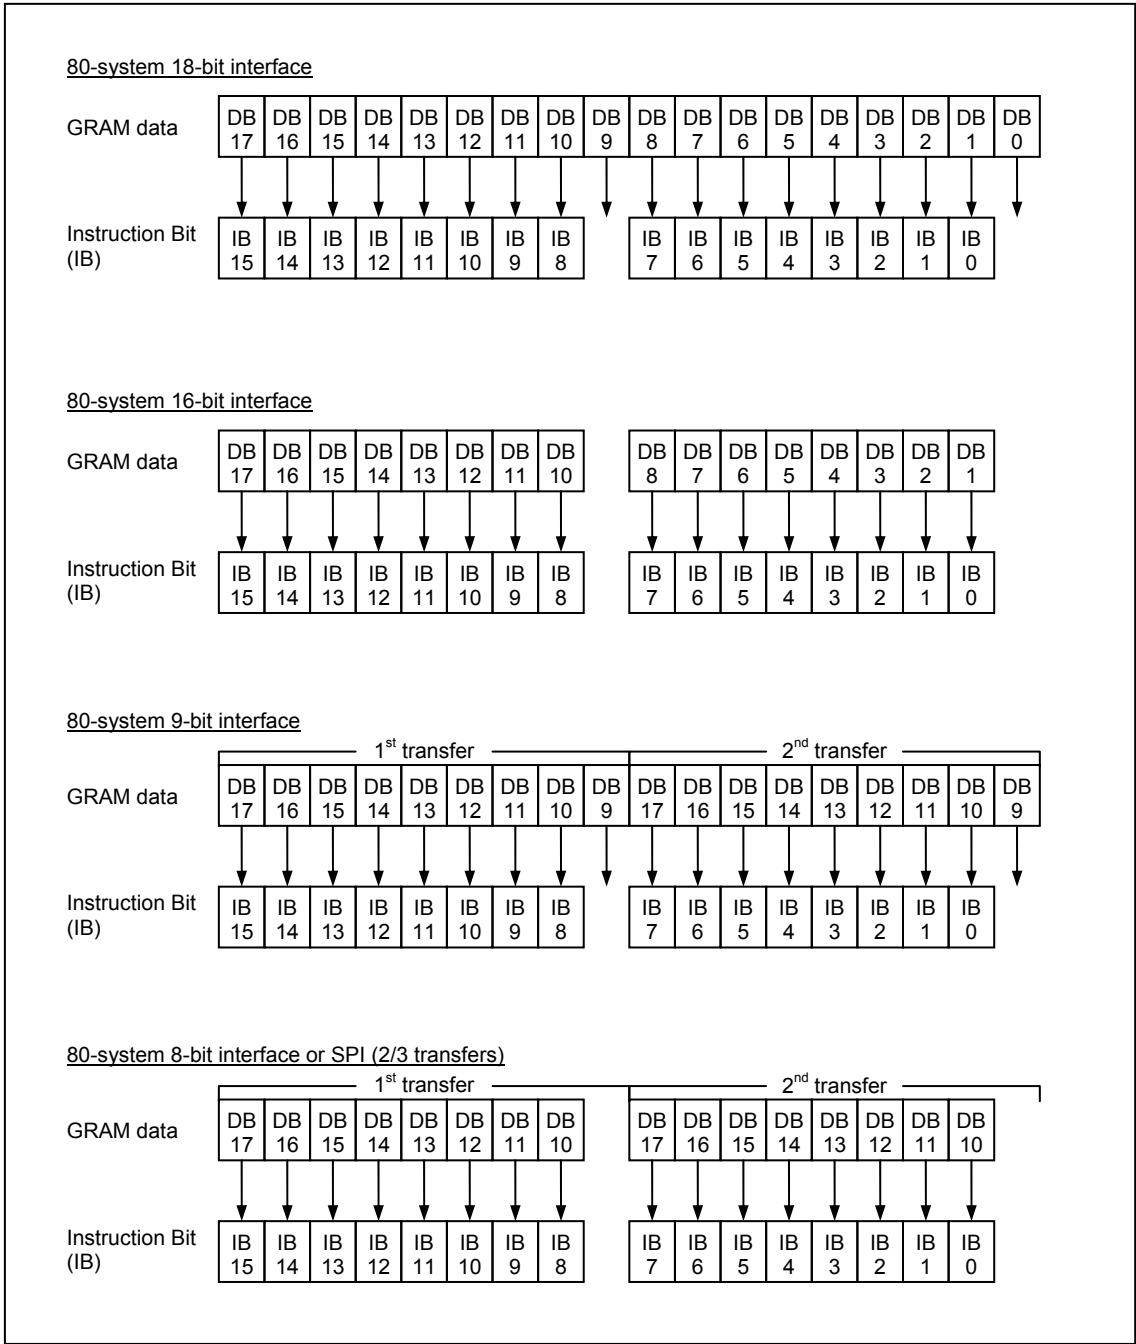 80-system 18-bit interface
GRAM data DB 17 DB 16 DB 15 DB 14 DB 13 DB 12 DB 11 DB 10 DB 9 DB 8 DB 7 DB 6 DB 5 DB 4 DB 3 DB 2 DB 1 DB 0
Instruction Bit (IB) IB 15 IB 14 IB 13 IB 12 IB 11 IB 10 IB 9 IB 8 IB 7 IB 6 IB 5 IB 4 IB 3 IB 2 IB 1 IB 0
80-system 16-bit interface
GRAM data DB 17 DB 16 DB 15 DB 14 DB 13 DB 12 DB 11 DB 10 DB 8 DB 7 DB 6 DB 5 DB 4 DB 3 DB 2 DB 1
Instruction Bit (IB) IB 15 IB 14 IB 13 IB 12 IB 11 IB 10 IB 9 IB 8 IB 7 IB 6 IB 5 IB 4 IB 3 IB 2 IB 1 IB 0
80-system 9-bit interface
1st transfer 2nd transfer
GRAM data DB 17 DB 16 DB 15 DB 14 DB 13 DB 12 DB 11 DB 10 DB 9 DB 17 DB 16 DB 15 DB 14 DB 13 DB 12 DB 11 DB 10 DB 9
Instruction Bit (IB) IB 15 IB 14 IB 13 IB 12 IB 11 IB 10 IB 9 IB 8 IB 7 IB 6 IB 5 IB 4 IB 3 IB 2 IB 1 IB 0
80-system 8-bit interface or SPI (2/3 transfers)
1st transfer 2nd transfer
GRAM data DB 17 DB 16 DB 15 DB 14 DB 13 DB 12 DB 11 DB 10 DB 17 DB 16 DB 15 DB 14 DB 13 DB 12 DB 11 DB 10
Instruction Bit (IB) IB 15 IB 14 IB 13 IB 12 IB 11 IB 10 IB 9 IB 8 IB 7 IB 6 IB 5 IB 4 IB 3 IB 2 IB 1 IB 0